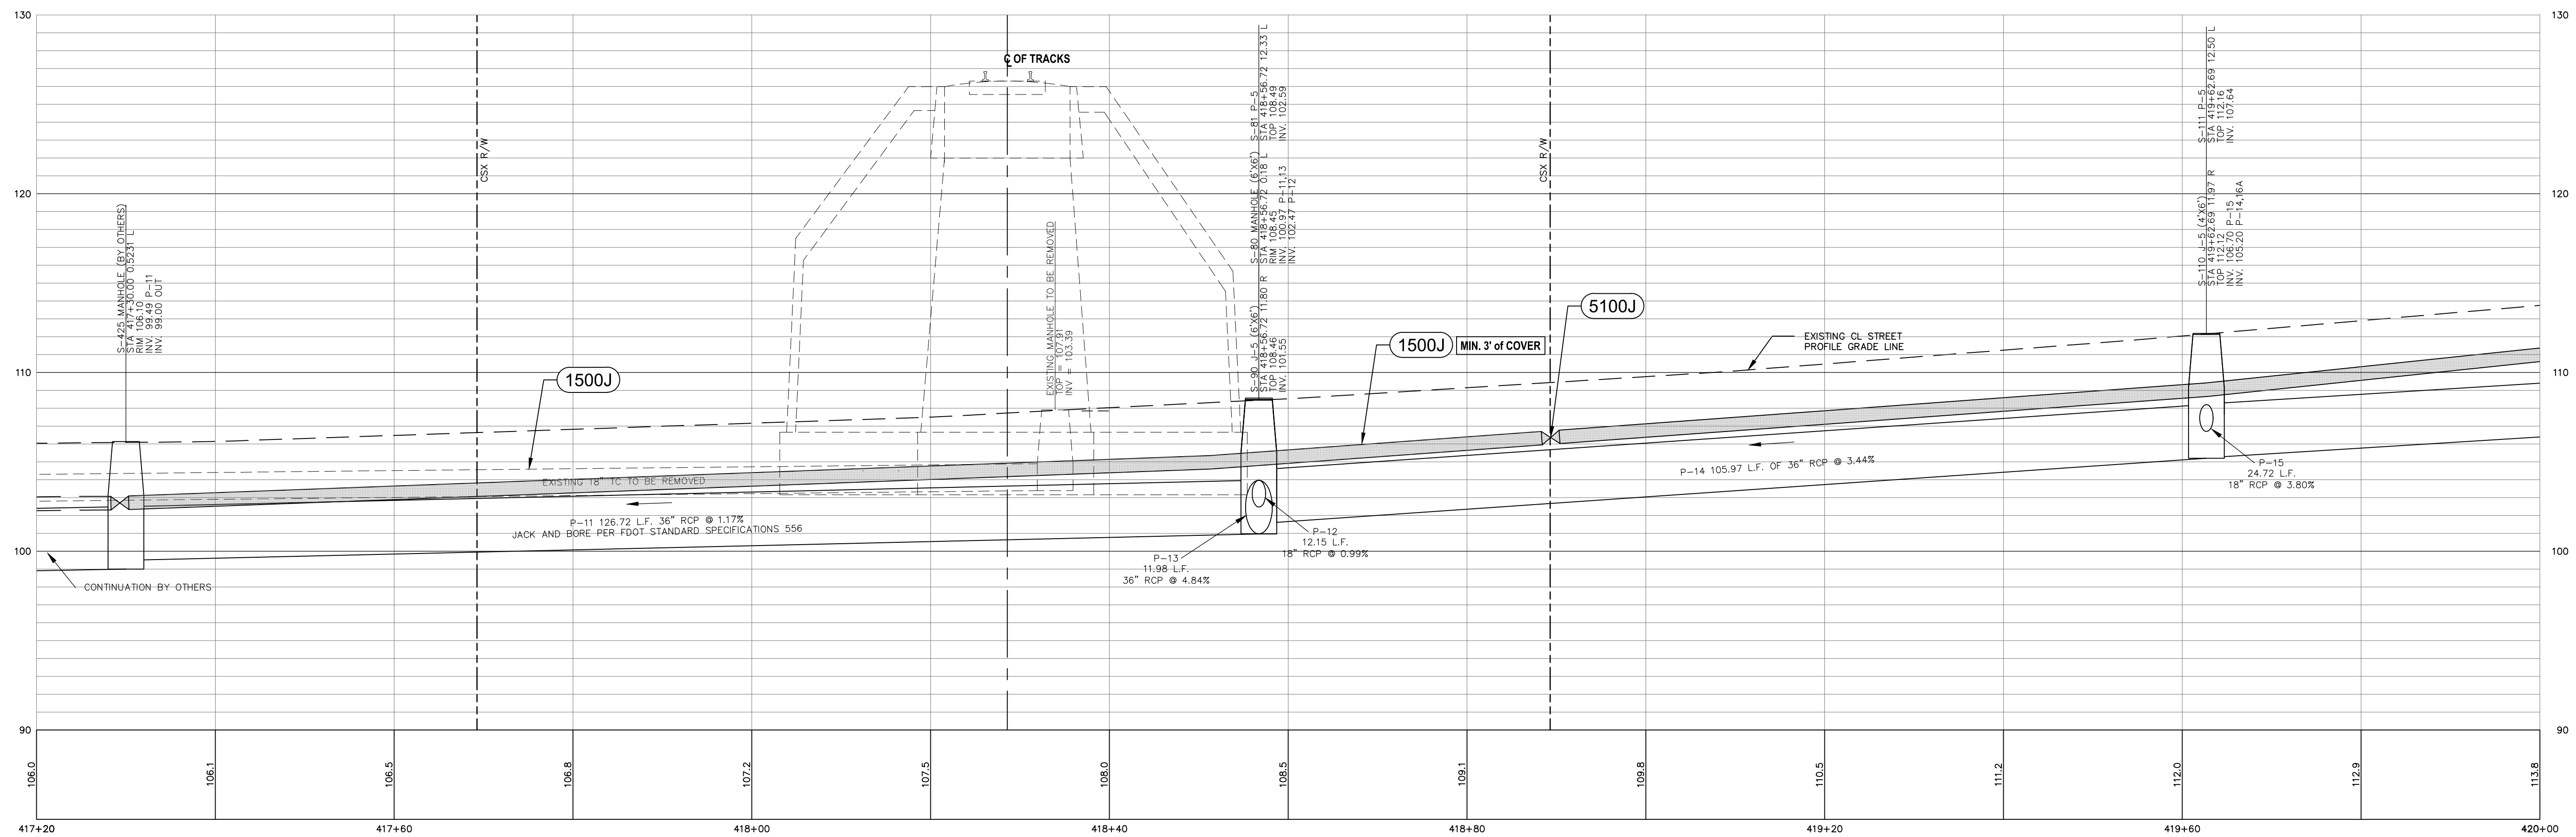 130
120
110
100
90
130
120
110
100
90
S-425 MANHOLE (BY OTHERS)
STA 417+30.00 0.5231 L
RIM 106.10
INV. 99.49 P-11
INV. 99.00 OUT
CSX R/W
1500J
EXISTING 18" TC TO BE REMOVED
P-11 126.72 L.F. 36" RCP @ 1.17%
JACK AND BORE PER FDOT STANDARD SPECIFICATIONS 556
CONTINUATION BY OTHERS
℄ OF TRACKS
EXISTING MANHOLE TO BE REMOVED
TOP = 107.91
INV = 103.39
S-81 P-5
STA 418+56.72 12.33 L
TOP 108.49
INV. 102.59
S-80 MANHOLE (6'X6')
STA 418+56.72 0.18 L
RIM 108.45
INV. 100.97 P-11,13
INV. 102.47 P-12
S-90 J-5 (6'X6')
STA 418+56.72 11.80 R
TOP 108.46
INV. 101.55
1500J
MIN. 3' of COVER
P-13
11.98 L.F.
36" RCP @ 4.84%
P-12
12.15 L.F.
18" RCP @ 0.99%
CSX R/W
5100J
EXISTING CL STREET
PROFILE GRADE LINE
P-14 105.97 L.F. OF 36" RCP @ 3.44%
S-111 P-5
STA 419+62.69 12.50 L
TOP 112.16
INV. 107.64
S-110 J-5 (4'X6')
STA 419+62.69 11.97 R
TOP 112.12
INV. 106.70 P-15
INV. 105.20 P-14,16A
P-15
24.72 L.F.
18" RCP @ 3.80%
106.0
106.1
106.5
106.8
107.2
107.5
108.0
108.5
109.1
109.8
110.5
111.2
112.0
112.9
113.8
417+20
417+60
418+00
418+40
418+80
419+20
419+60
420+00